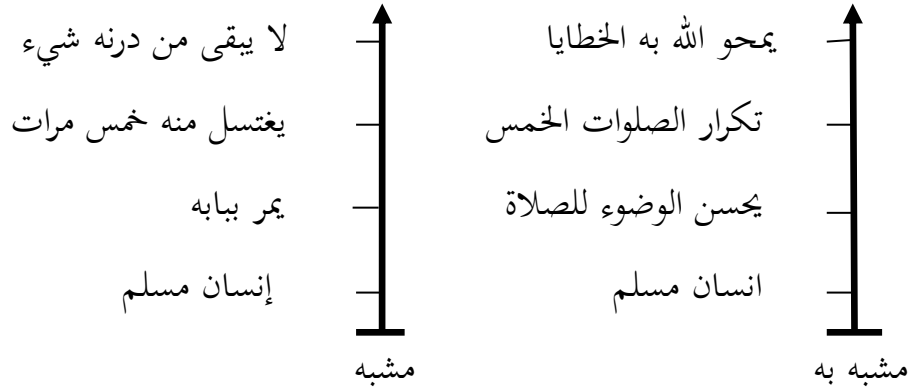 يمحو الله به الخطايا
تكرار الصلوات الخمس
يحسن الوضوء للصلاة
انسان مسلم
مشبه به
لا يبقى من درنه شيء
يغتسل منه خمس مرات
يمر ببابه
إنسان مسلم
مشبه